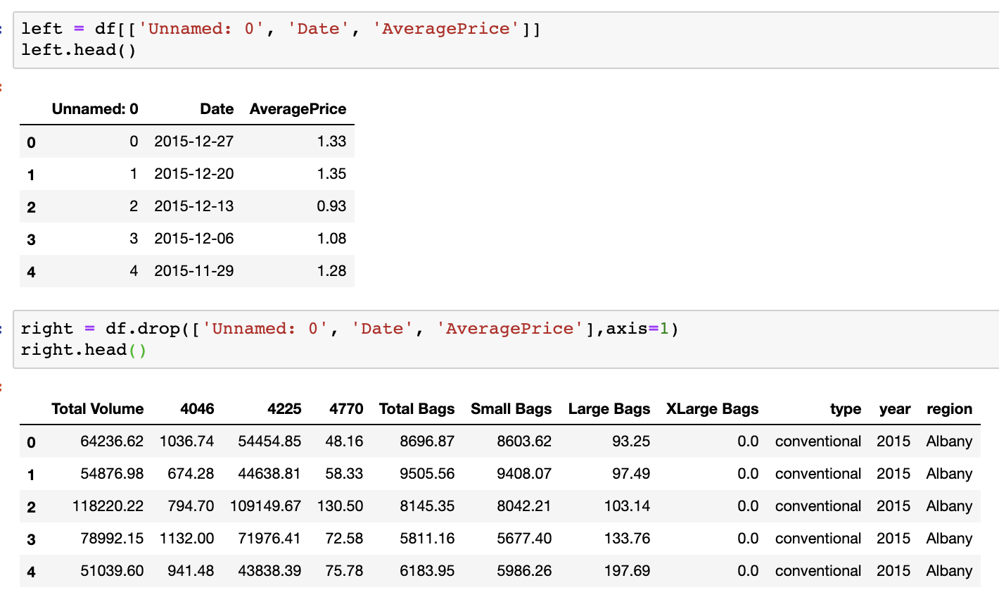 left = df[['Unnamed: 0', 'Date', 'AveragePrice']]
left.head()
Unnamed: 0 Date AveragePrice
0 0 2015-12-27 1.33
1 1 2015-12-20 1.35
2 2 2015-12-13 0.93
3 3 2015-12-06 1.08
4 4 2015-11-29 1.28
right = df.drop(['Unnamed: 0', 'Date', 'AveragePrice'],axis=1)
right.head()
Total Volume 4046 4225 4770 Total Bags Small Bags Large Bags XLarge Bags type year region
0 64236.62 1036.74 54454.85 48.16 8696.87 8603.62 93.25 0.0 conventional 2015 Albany
1 54876.98 674.28 44638.81 58.33 9505.56 9408.07 97.49 0.0 conventional 2015 Albany
2 118220.22 794.70 109149.67 130.50 8145.35 8042.21 103.14 0.0 conventional 2015 Albany
3 78992.15 1132.00 71976.41 72.58 5811.16 5677.40 133.76 0.0 conventional 2015 Albany
4 51039.60 941.48 43838.39 75.78 6183.95 5986.26 197.69 0.0 conventional 2015 Albany